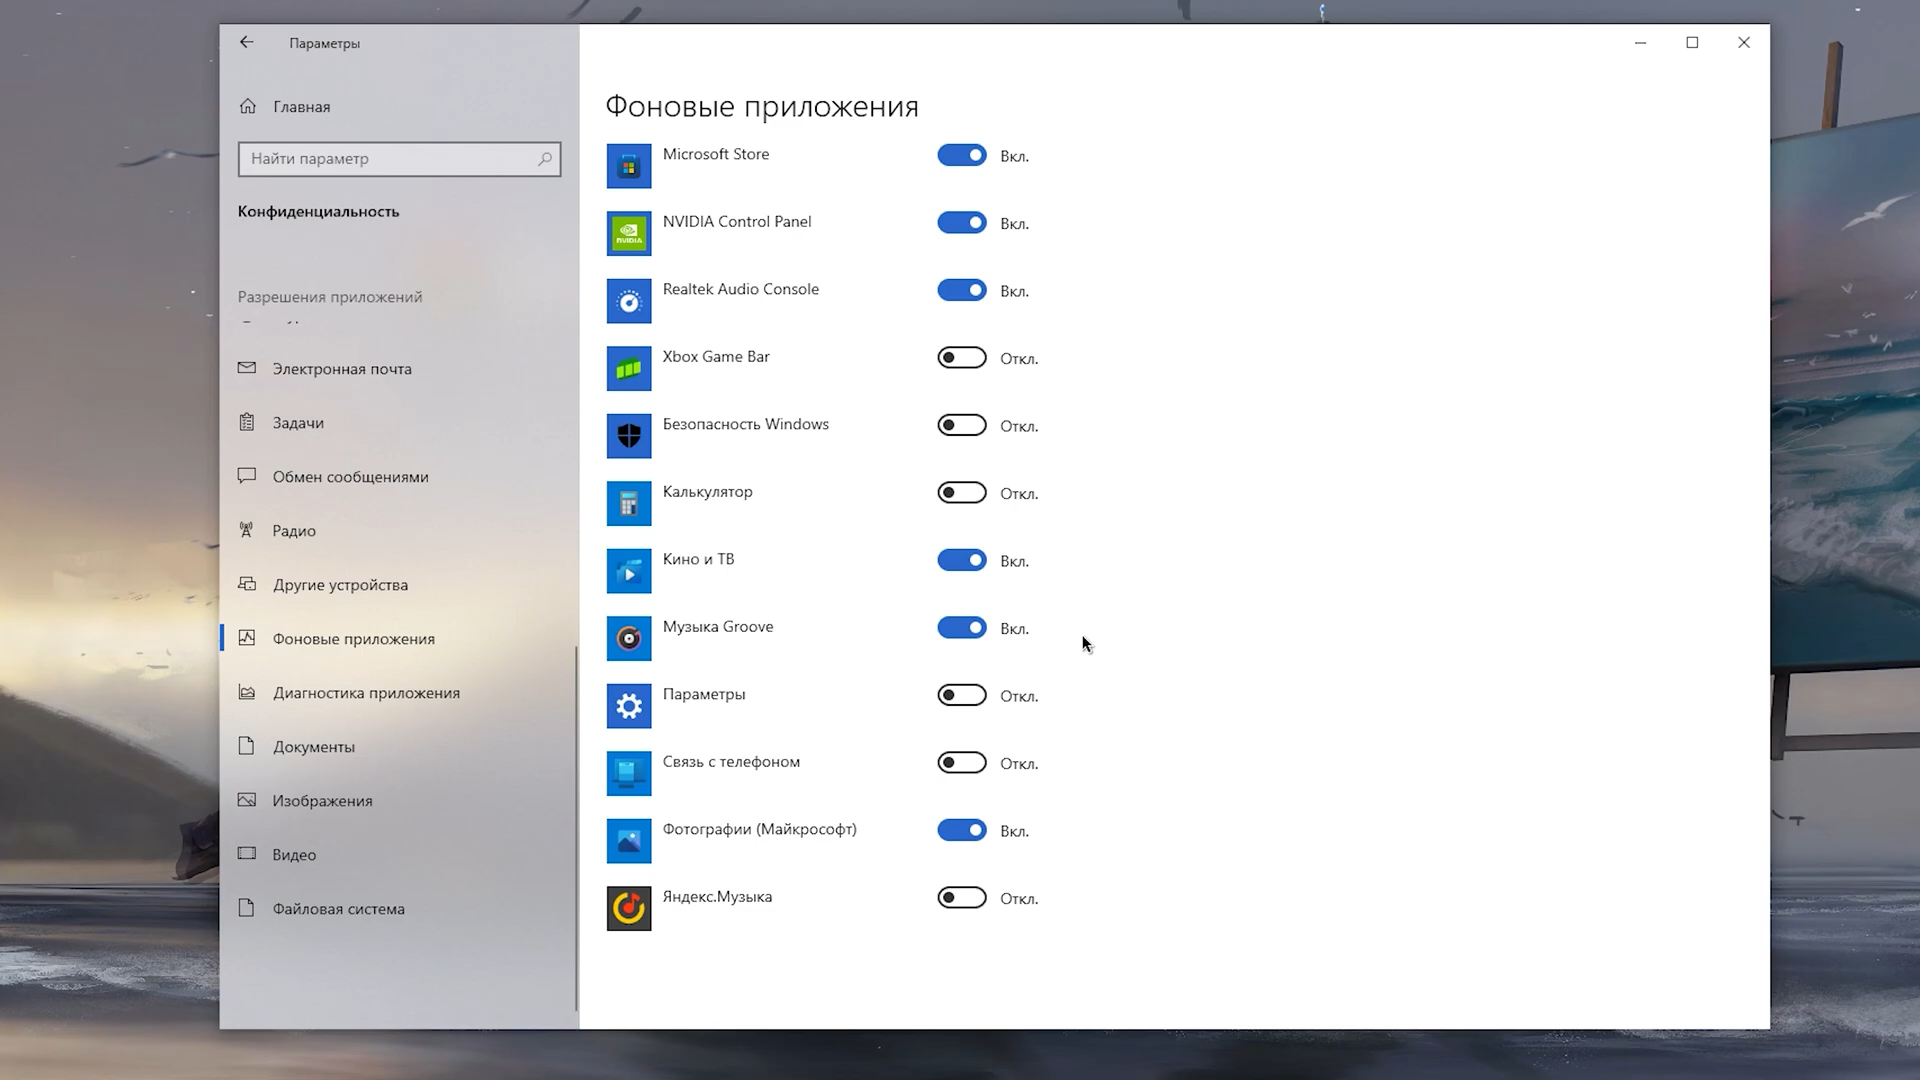 Параметры
Главная
Найти параметр
Конфиденциальность
Разрешения приложений
Электронная почта
Задачи
Обмен сообщениями
Радио
Другие устройства
Фоновые приложения
Диагностика приложения
Документы
Изображения
Видео
Файловая система
Фоновые приложения
Microsoft Store Вкл.
NVIDIA Control Panel Вкл.
Realtek Audio Console Вкл.
Xbox Game Bar Откл.
Безопасность Windows Откл.
Калькулятор Откл.
Кино и ТВ Вкл.
Музыка Groove Вкл.
Параметры Откл.
Связь с телефоном Откл.
Фотографии (Майкрософт) Вкл.
Яндекс.Музыка Откл.
NVIDIA